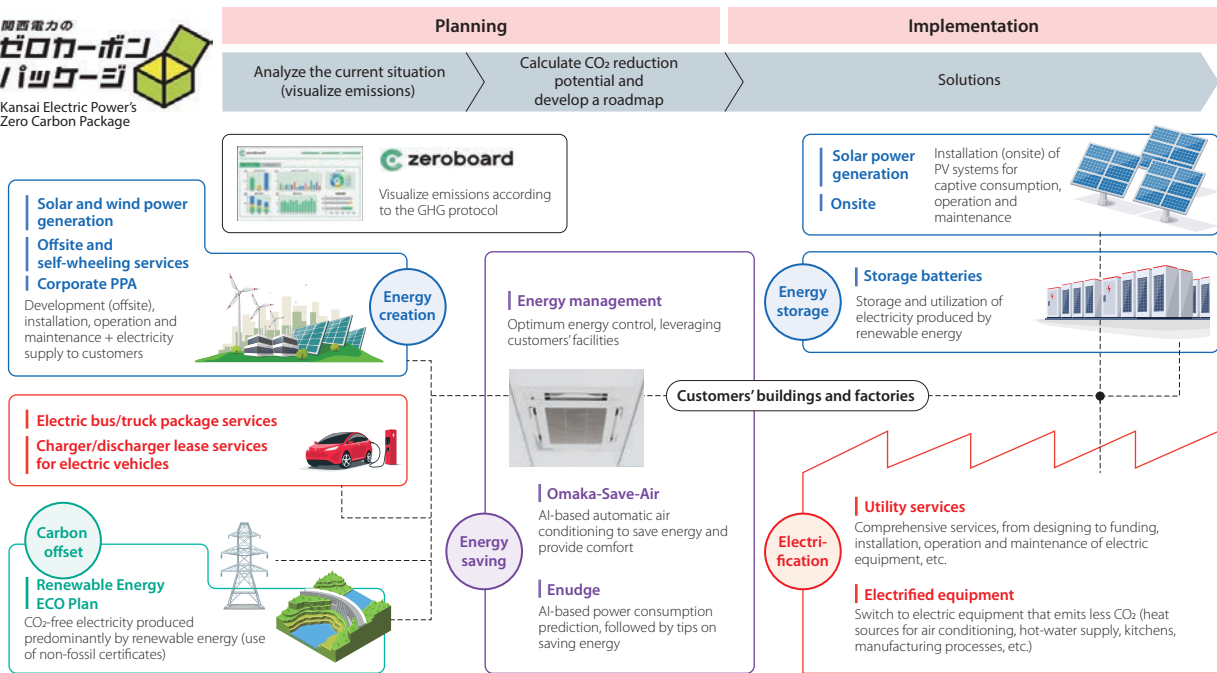 関西電力の
ゼロカーボン
パッケージ
Kansai Electric Power's
Zero Carbon Package
Planning
Implementation
Analyze the current situation
(visualize emissions)
Calculate CO₂ reduction
potential and
develop a roadmap
Solutions
zeroboard
Visualize emissions according
to the GHG protocol
Solar and wind power
generation
Offsite and
self-wheeling services
Corporate PPA
Development (offsite),
installation, operation and
maintenance + electricity
supply to customers
Energy
creation
Electric bus/truck package services
Charger/discharger lease services
for electric vehicles
Carbon
offset
Renewable Energy
ECO Plan
CO₂-free electricity produced
predominantly by renewable energy (use
of non-fossil certificates)
Energy management
Optimum energy control, leveraging
customers' facilities
Omaka-Save-Air
AI-based automatic air
conditioning to save energy and
provide comfort
Energy
saving
Enudge
AI-based power consumption
prediction, followed by tips on
saving energy
Solar power
generation
Onsite
Installation (onsite) of
PV systems for
captive consumption,
operation and
maintenance
Energy
storage
Storage batteries
Storage and utilization of
electricity produced by
renewable energy
Customers' buildings and factories
Electri-
fication
Utility services
Comprehensive services, from designing to funding,
installation, operation and maintenance of electric
equipment, etc.
Electrified equipment
Switch to electric equipment that emits less CO₂ (heat
sources for air conditioning, hot-water supply, kitchens,
manufacturing processes, etc.)